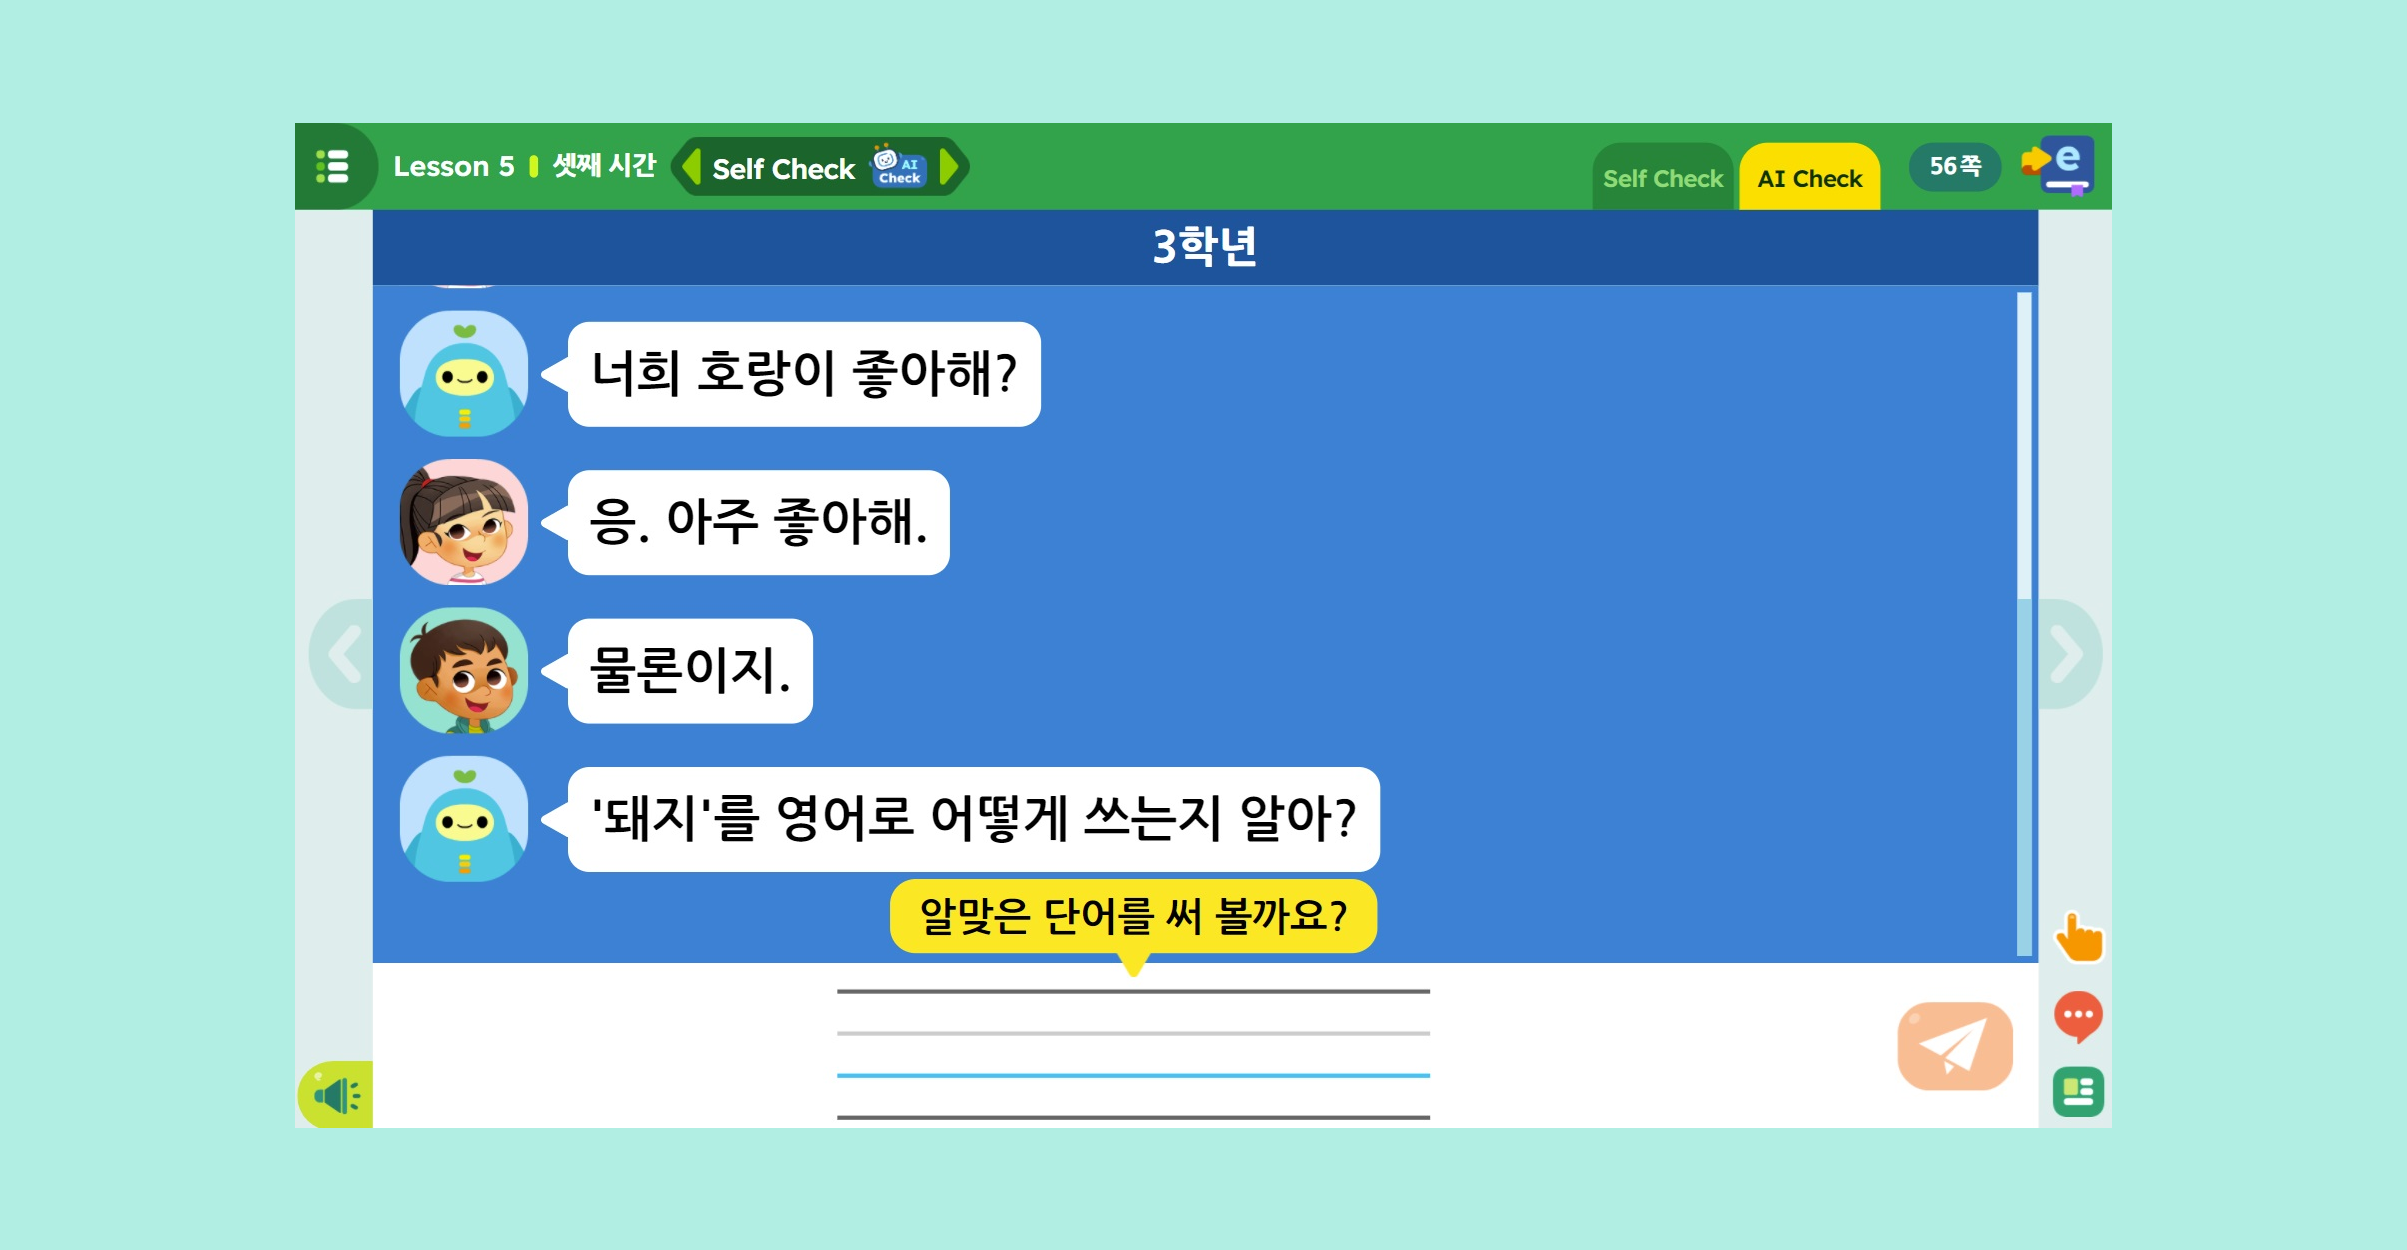 Lesson 5 셋째 시간
Self Check
AI Check
Self Check
AI Check
56쪽
e
3학년
너희 호랑이 좋아해?
응. 아주 좋아해.
물론이지.
'돼지'를 영어로 어떻게 쓰는지 알아?
알맞은 단어를 써 볼까요?